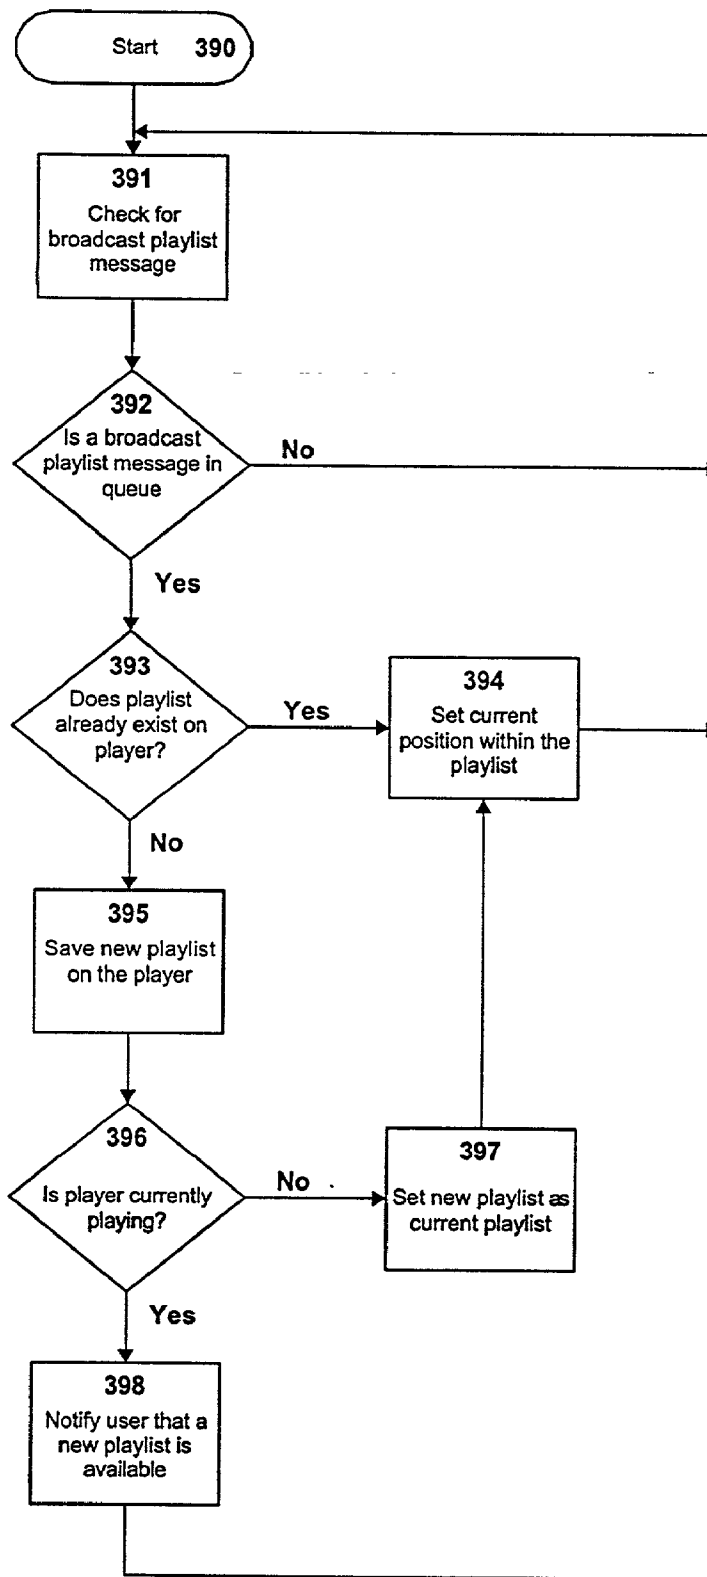 Start 390
391
Check for
broadcast playlist
message
392
Is a broadcast
playlist message in
queue
No
Yes
393
Does playlist
already exist on
player?
Yes
394
Set current
position within the
playlist
No
395
Save new playlist
on the player
396
Is player currently
playing?
No
397
Set new playlist as
current playlist
Yes
398
Notify user that a
new playlist is
available